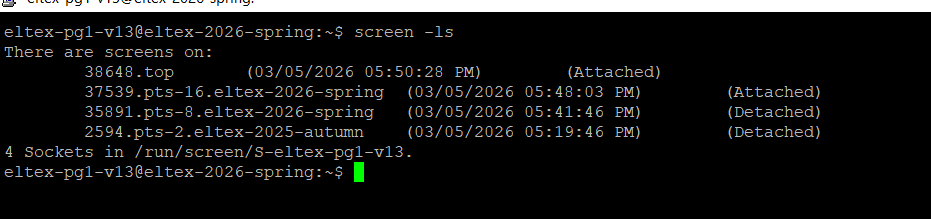 eltex-pg1-v13@eltex-2026-spring:~$ screen -ls
There are screens on:
38648.top (03/05/2026 05:50:28 PM) (Attached)
37539.pts-16.eltex-2026-spring (03/05/2026 05:48:03 PM) (Attached)
35891.pts-8.eltex-2026-spring (03/05/2026 05:41:46 PM) (Detached)
2594.pts-2.eltex-2025-autumn (03/05/2026 05:19:46 PM) (Detached)
4 Sockets in /run/screen/S-eltex-pg1-v13.
eltex-pg1-v13@eltex-2026-spring:~$